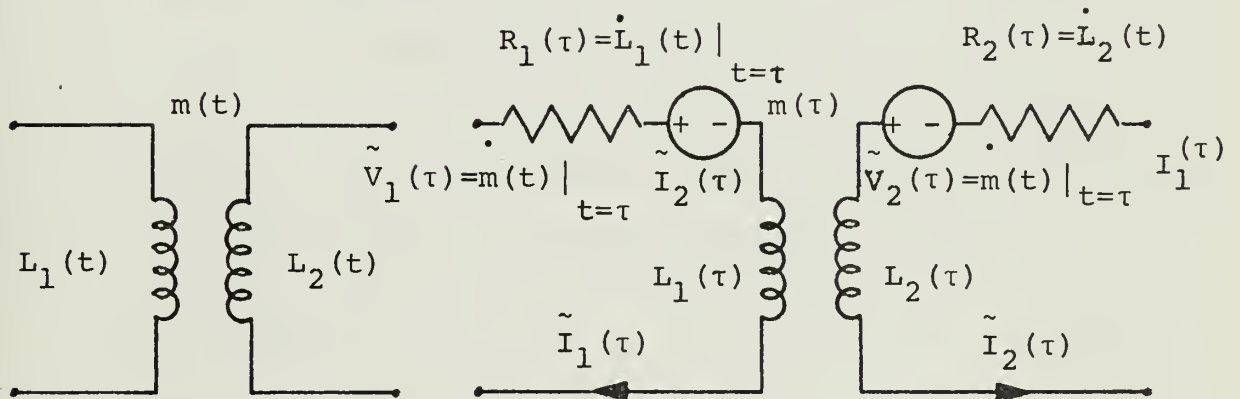 R₁(τ)=L̇₁(t)|t=τ
R₂(τ)=L̇₂(t)
m(t)
m(τ)
+ -
+ -
Ṽ₁(τ)=ṁ(t)|t=τ
Ĩ₂(τ)
Ṽ₂(τ)=ṁ(t)|t=τ
I₁(τ)
L₁(t)
L₂(t)
L₁(τ)
L₂(τ)
Ĩ₁(τ)
Ĩ₂(τ)